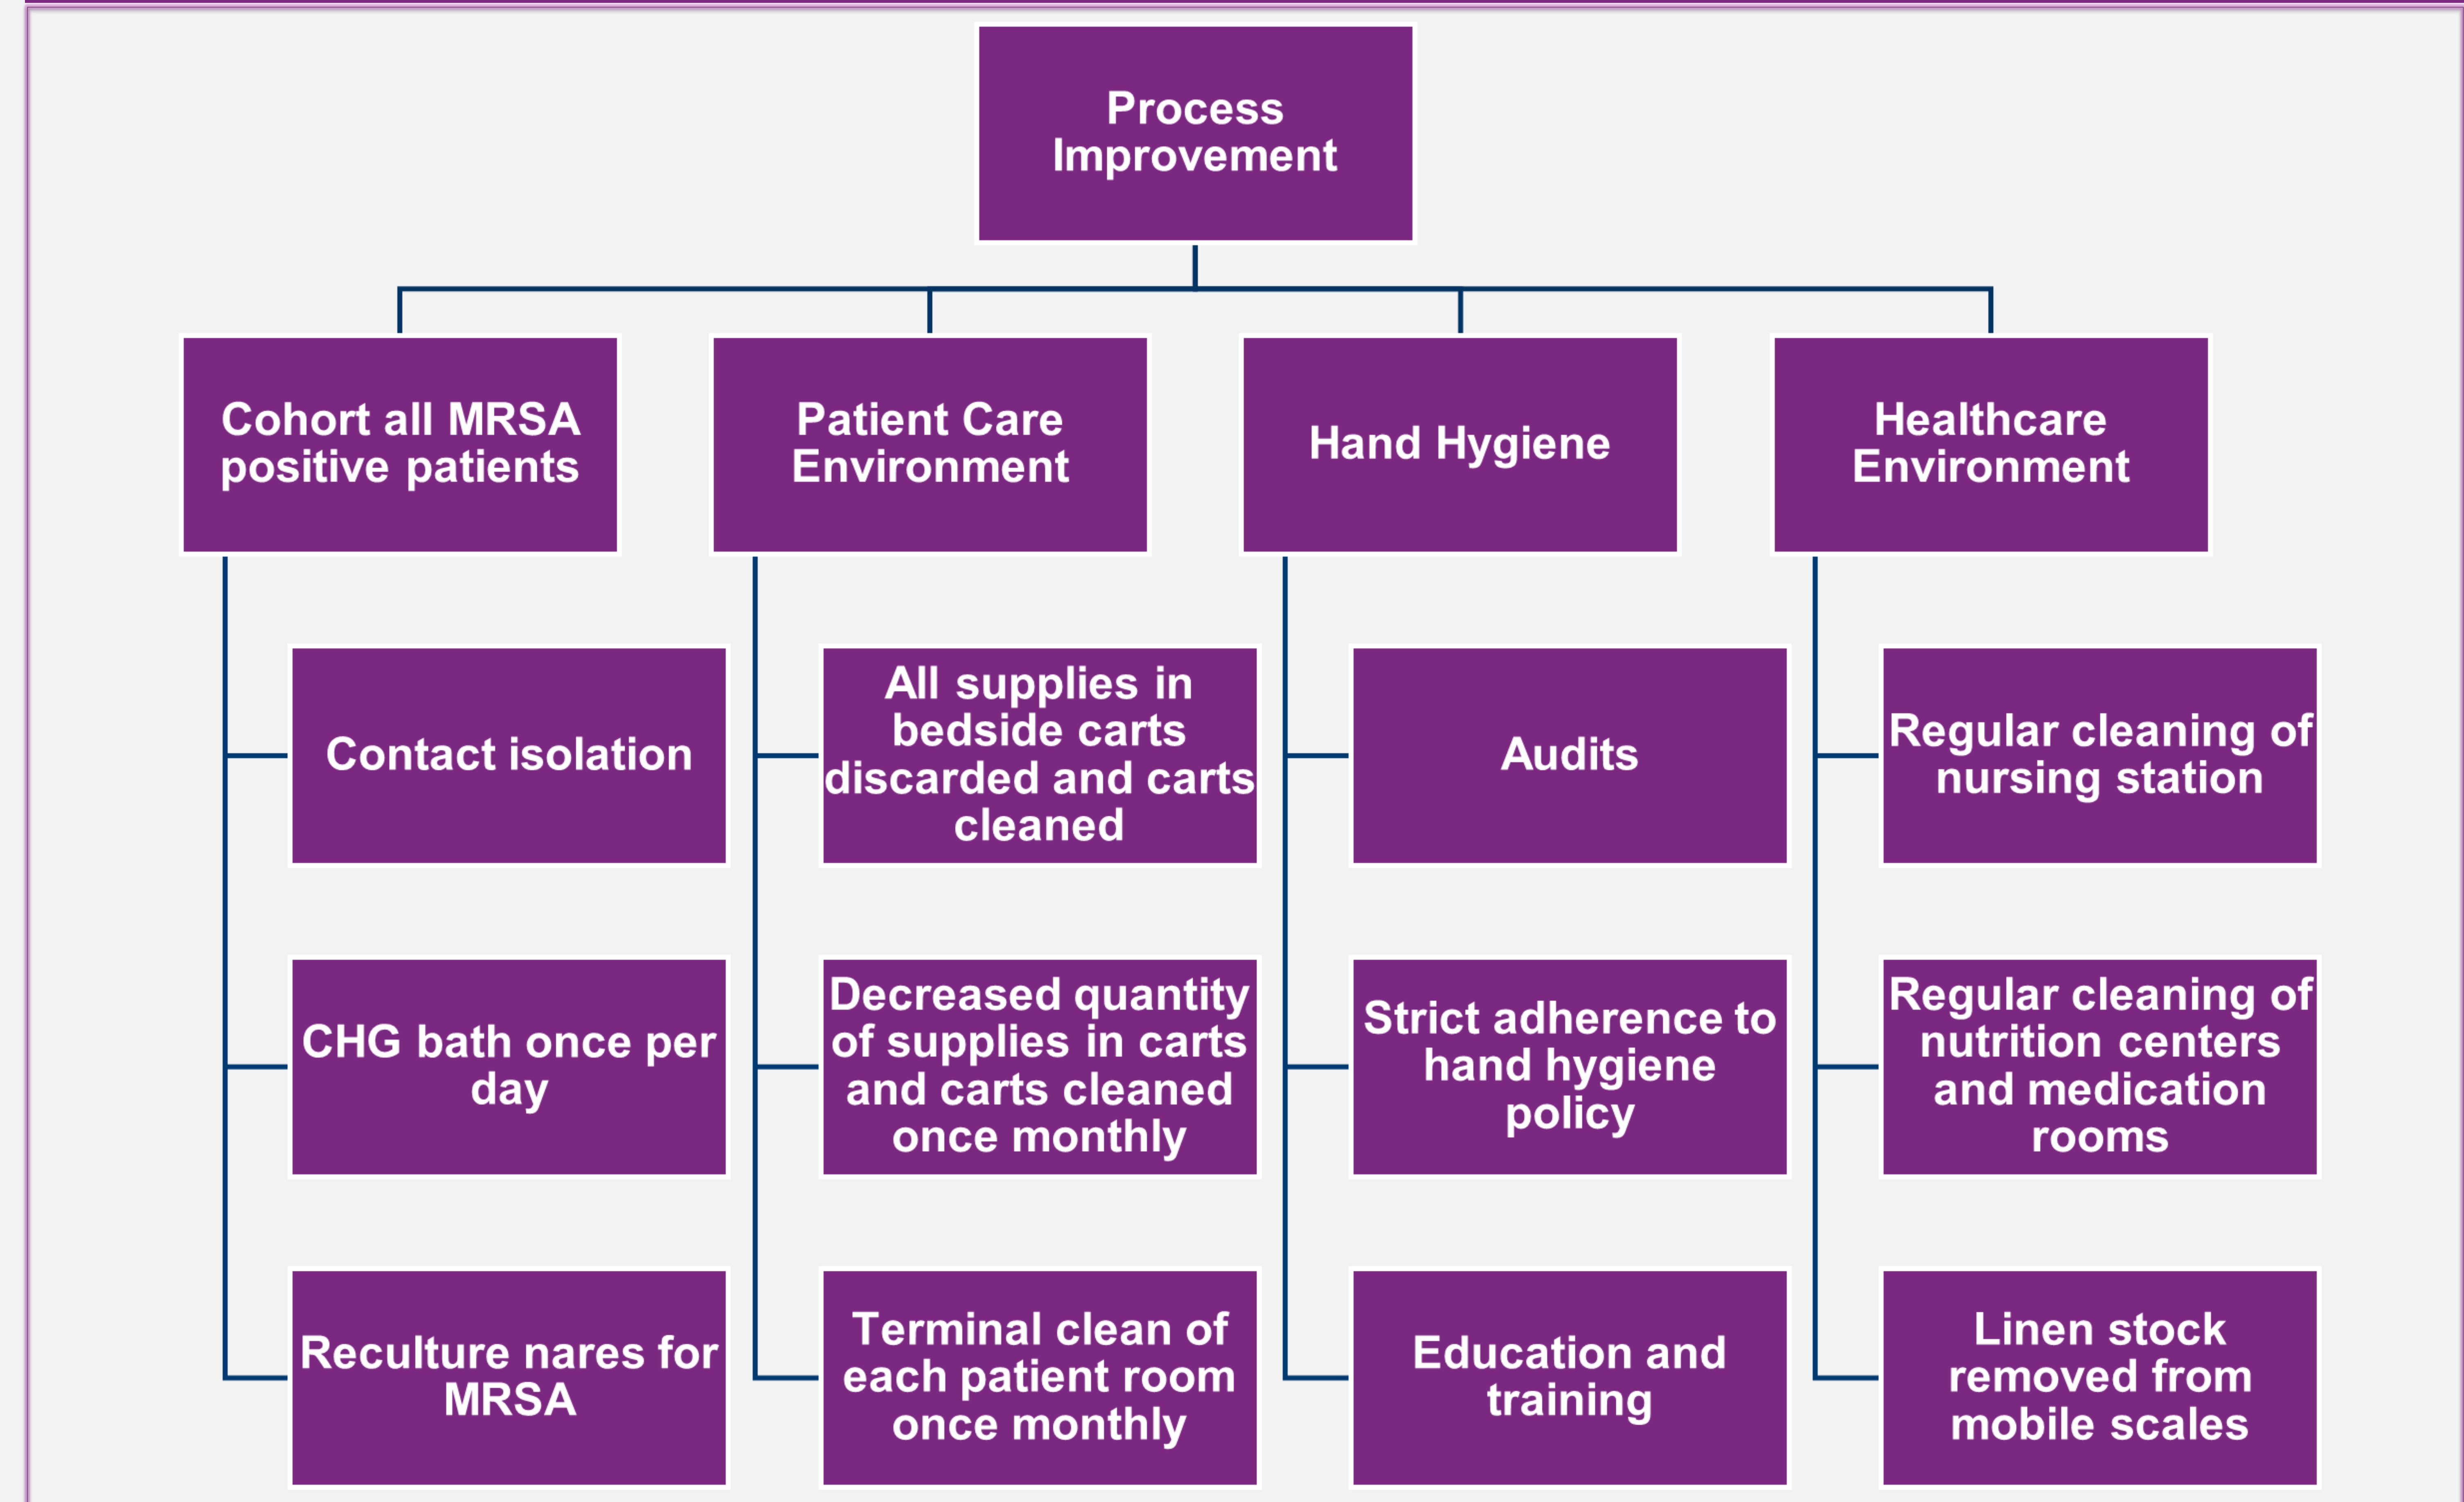 Process
Improvement
Cohort all MRSA
positive patients
Patient Care
Environment
Hand Hygiene
Healthcare
Environment
Contact isolation
CHG bath once per
day
Reculture nares for
MRSA
All supplies in
bedside carts
discarded and carts
cleaned
Decreased quantity
of supplies in carts
and carts cleaned
once monthly
Terminal clean of
each patient room
once monthly
Audits
Strict adherence to
hand hygiene
policy
Education and
training
Regular cleaning of
nursing station
Regular cleaning of
nutrition centers
and medication
rooms
Linen stock
removed from
mobile scales